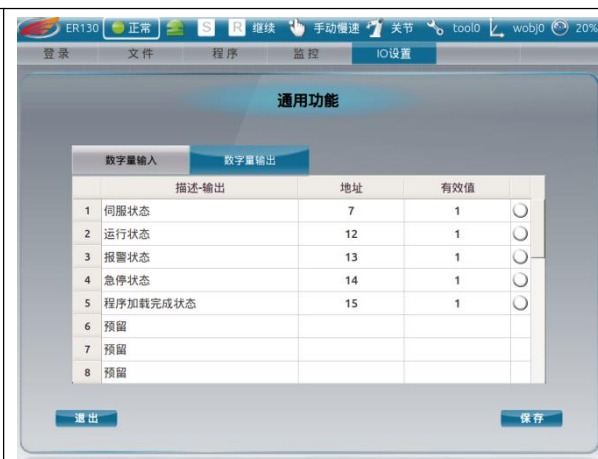 ER130 正常 S R 继续 手动慢速 关节 tool0 wobj0 20%
登录 文件 程序 监控 IO设置
通用功能
数字量输入 数字量输出
描述-输出 地址 有效值
1 伺服状态 7 1
2 运行状态 12 1
3 报警状态 13 1
4 急停状态 14 1
5 程序加载完成状态 15 1
6 预留
7 预留
8 预留
退出 保存